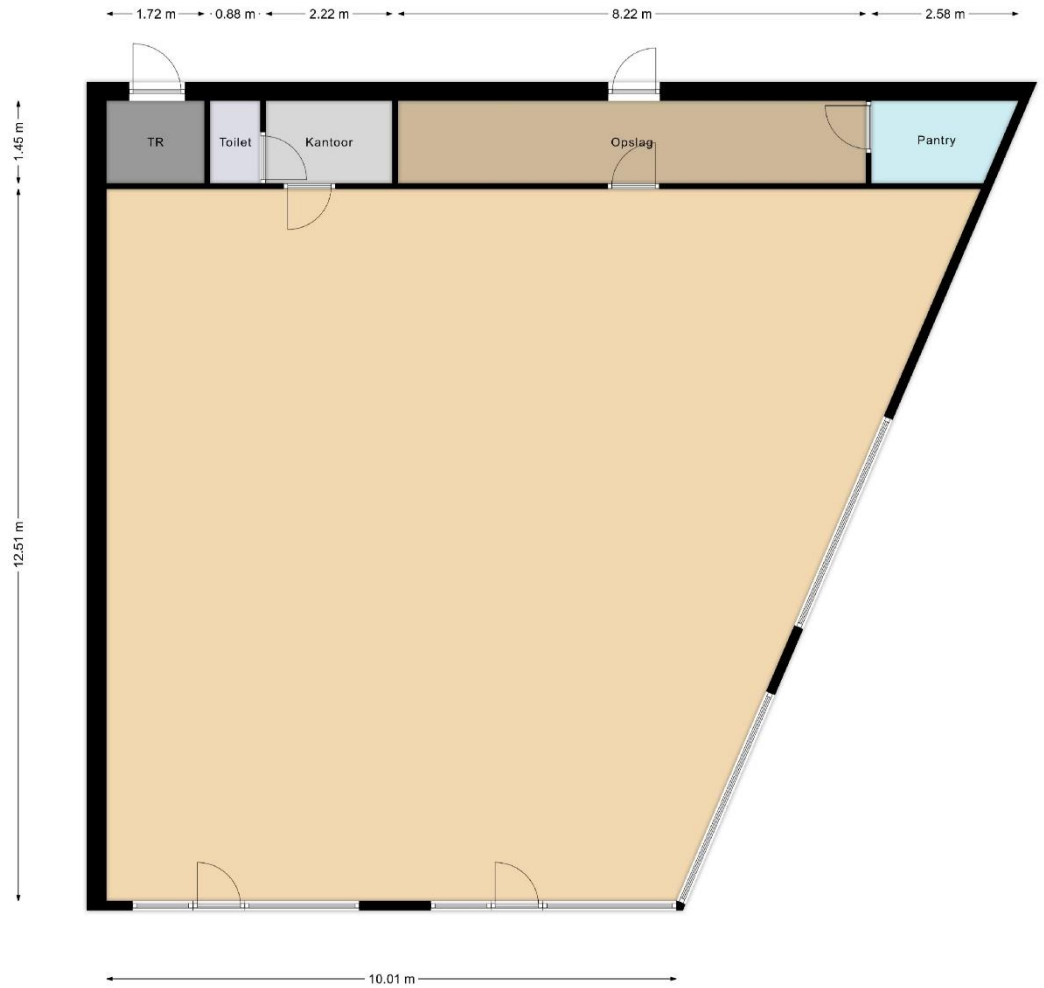 1.72 m
0.88 m
2.22 m
8.22 m
2.58 m
1.45 m
TR
Toilet
Kantoor
Opslag
Pantry
12.51 m
10.01 m